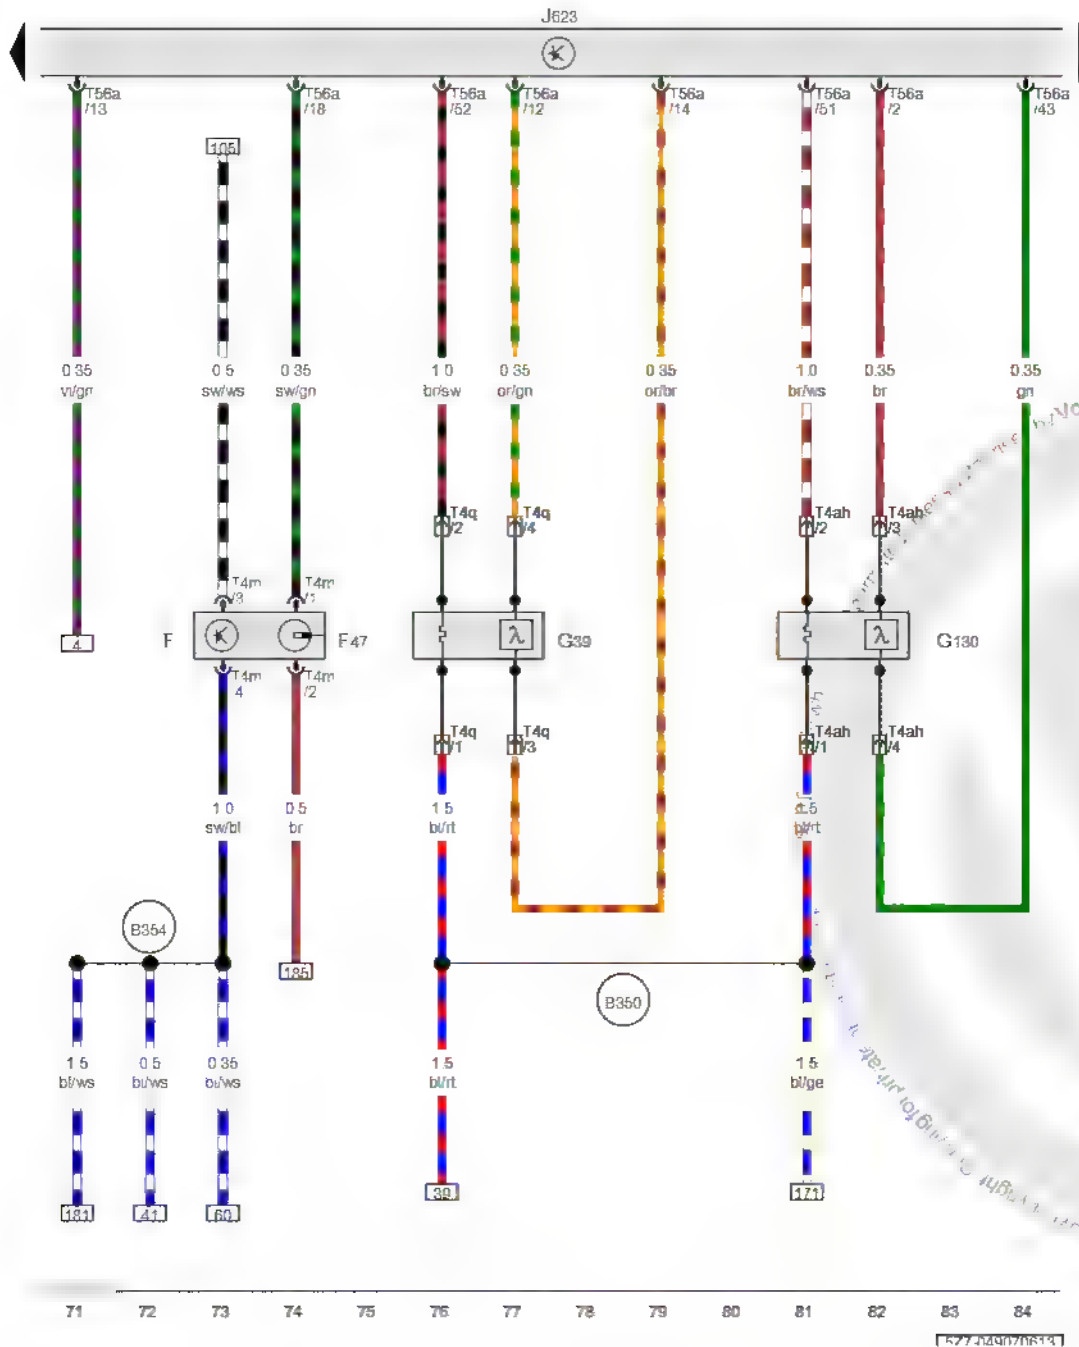 J623
T56a /13
T56a /18
T56a /52
T56a /12
T56a /14
T56a /51
T56a /2
T56a /43
105
0.35 vi/gn
0.5 sw/ws
0.35 sw/gn
1.0 br/sw
0.35 or/gn
0.35 or/br
1.0 br/ws
0.35 br
0.35 gn
T4q /2
T4q /4
T4ah /2
T4ah /3
T4m /3
T4m /1
4
F
F47
G39
λ
G130
λ
T4m 4
T4m /2
T4q /1
T4q /3
T4ah /1
T4ah /4
1.0 sw/bl
0.5 br
1.5 bl/rt
1.5 bl/rt
B354
185
B350
1.5 bl/ws
0.5 bl/ws
0.35 bl/ws
1.5 bl/rt
1.5 bl/ge
181
41
60
39
171
71 72 73 74 75 76 77 78 79 80 81 82 83 84
5Z7-049070613